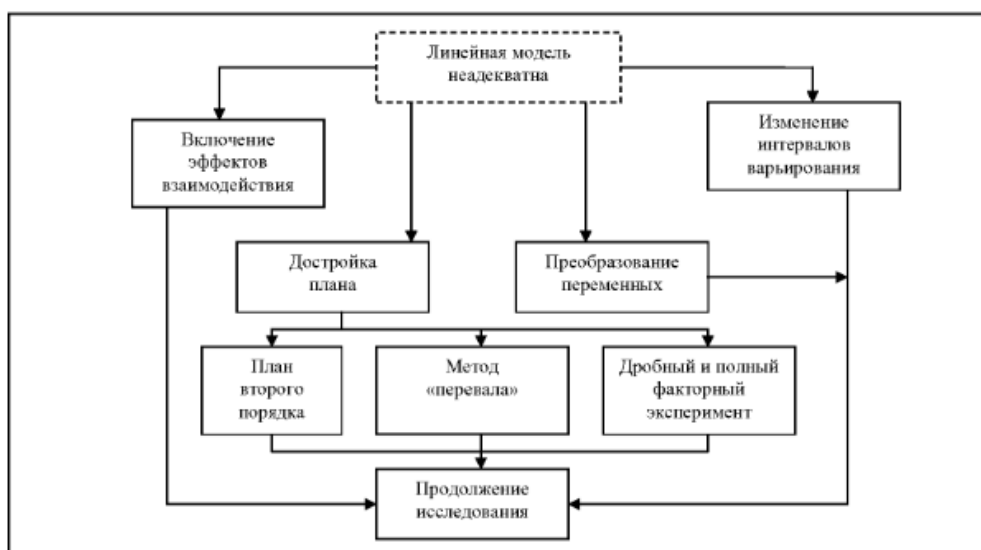 Линейная модель
неадекватна
Включение
эффектов
взаимодействия
Изменение
интервалов
варьирования
Достройка
плана
Преобразование
переменных
План
второго
порядка
Метод
«перевала»
Дробный и полный
факторный
эксперимент
Продолжение
исследования